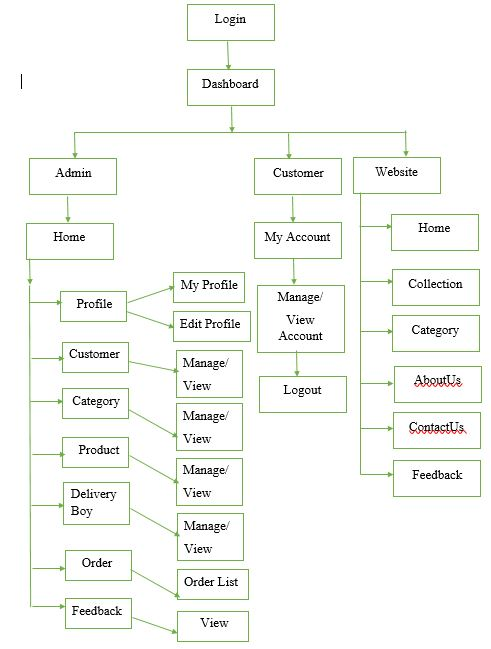 Login
Dashboard
Admin
Customer
Website
Home
My Account
Home
Profile
My Profile
Edit Profile
Manage/
View
Account
Collection
Customer
Manage/
View
Category
Logout
Category
Manage/
View
AboutUs
Product
Manage/
View
ContactUs
Delivery
Boy
Manage/
View
Feedback
Order
Order List
Feedback
View